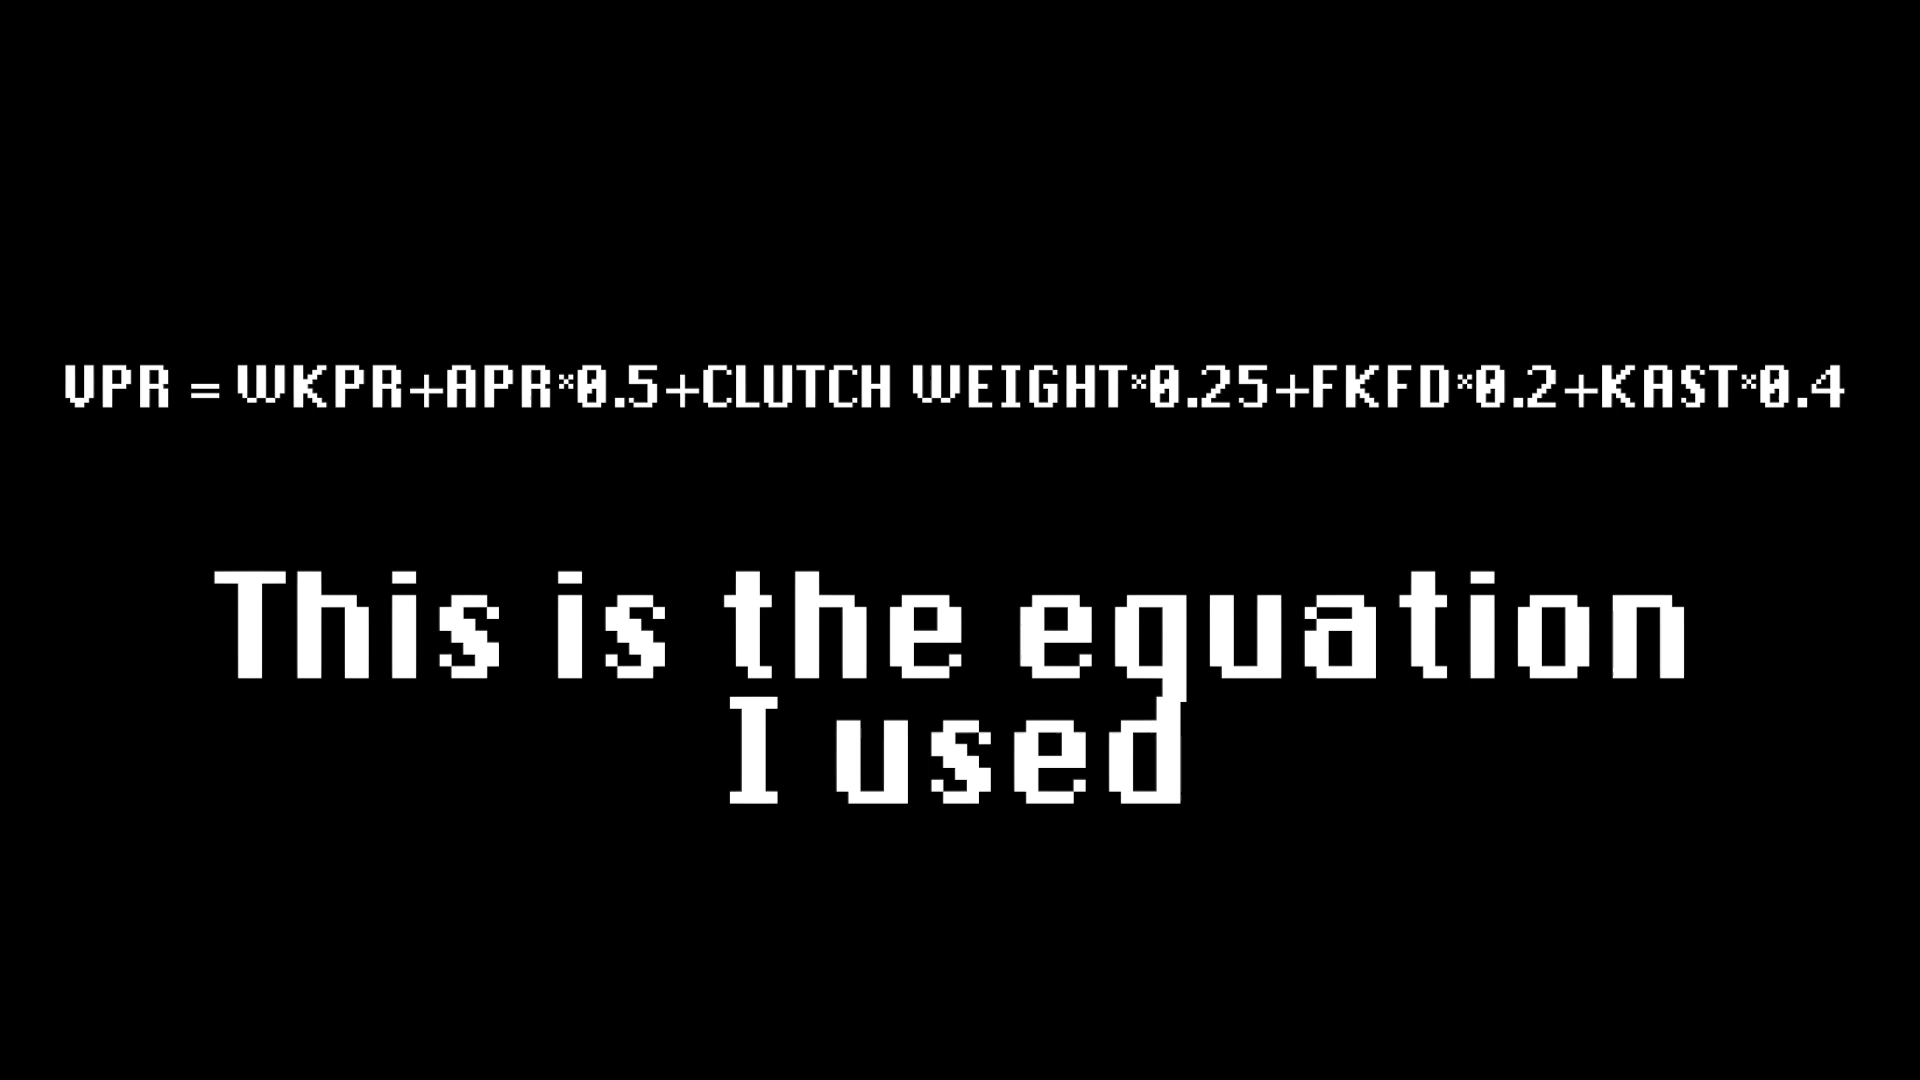 VPR = WKPR+APR*0.5+CLUTCH WEIGHT*0.25+FKFD*0.2+KAST*0.4
This is the equation
I used